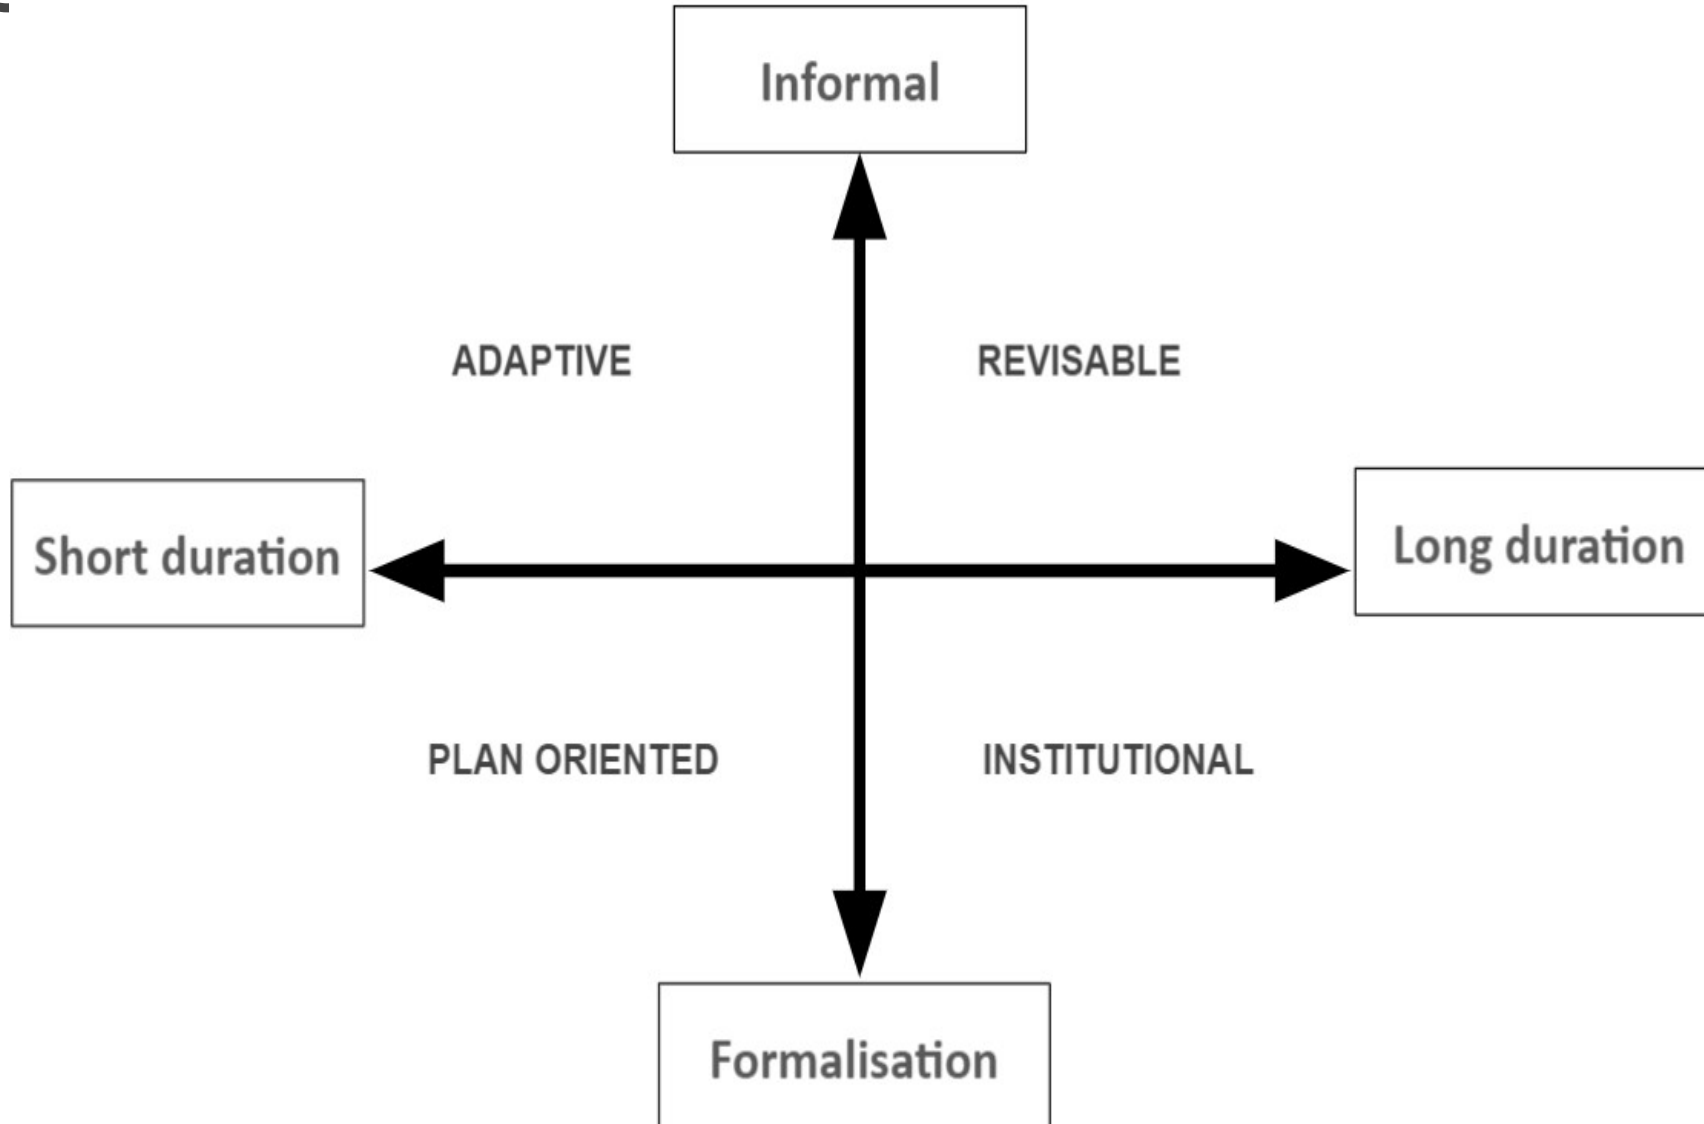 Informal
ADAPTIVE
REVISABLE
Short duration
Long duration
PLAN ORIENTED
INSTITUTIONAL
Formalisation